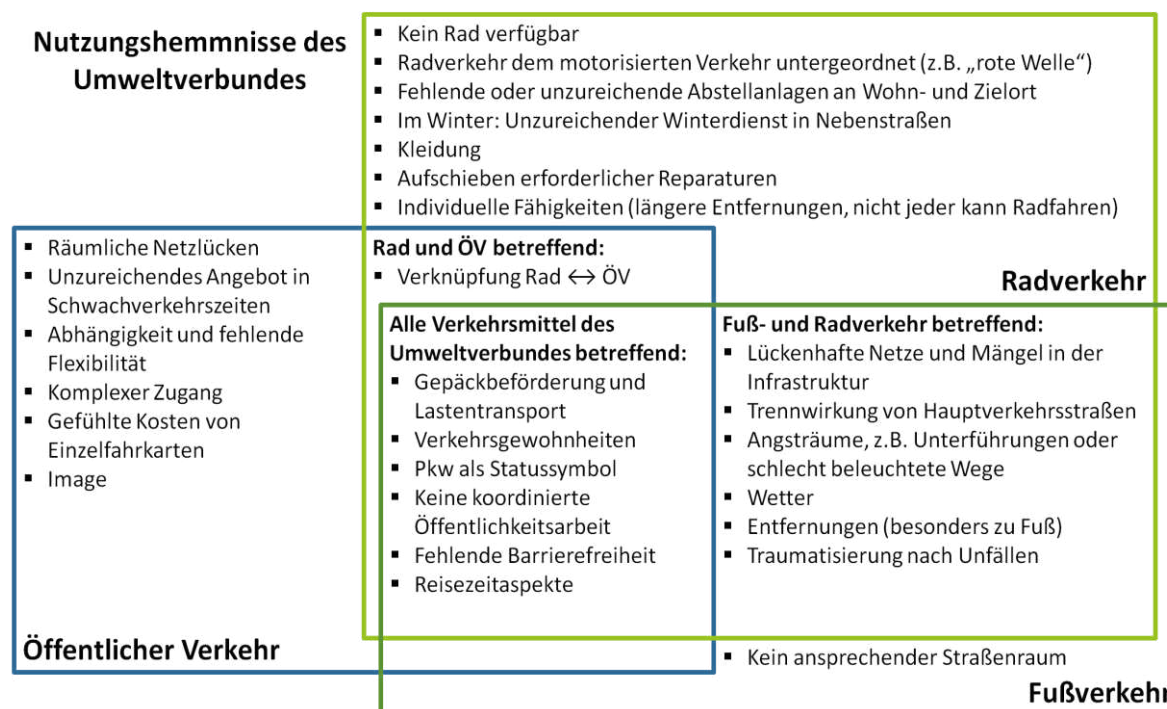 Nutzungshemmnisse des
Umweltverbundes
▪ Kein Rad verfügbar
▪ Radverkehr dem motorisierten Verkehr untergeordnet (z.B. „rote Welle“)
▪ Fehlende oder unzureichende Abstellanlagen an Wohn- und Zielort
▪ Im Winter: Unzureichender Winterdienst in Nebenstraßen
▪ Kleidung
▪ Aufschieben erforderlicher Reparaturen
▪ Individuelle Fähigkeiten (längere Entfernungen, nicht jeder kann Radfahren)
Radverkehr
▪ Räumliche Netzlücken
▪ Unzureichendes Angebot in
Schwachverkehrszeiten
▪ Abhängigkeit und fehlende
Flexibilität
▪ Komplexer Zugang
▪ Gefühlte Kosten von
Einzelfahrkarten
▪ Image
Öffentlicher Verkehr
Rad und ÖV betreffend:
▪ Verknüpfung Rad ↔ ÖV
Alle Verkehrsmittel des
Umweltverbundes betreffend:
▪ Gepäckbeförderung und
Lastentransport
▪ Verkehrsgewohnheiten
▪ Pkw als Statussymbol
▪ Keine koordinierte
Öffentlichkeitsarbeit
▪ Fehlende Barrierefreiheit
▪ Reisezeitaspekte
Fuß- und Radverkehr betreffend:
▪ Lückenhafte Netze und Mängel in der
Infrastruktur
▪ Trennwirkung von Hauptverkehrsstraßen
▪ Angsträume, z.B. Unterführungen oder
schlecht beleuchtete Wege
▪ Wetter
▪ Entfernungen (besonders zu Fuß)
▪ Traumatisierung nach Unfällen
▪ Kein ansprechender Straßenraum
Fußverkehr